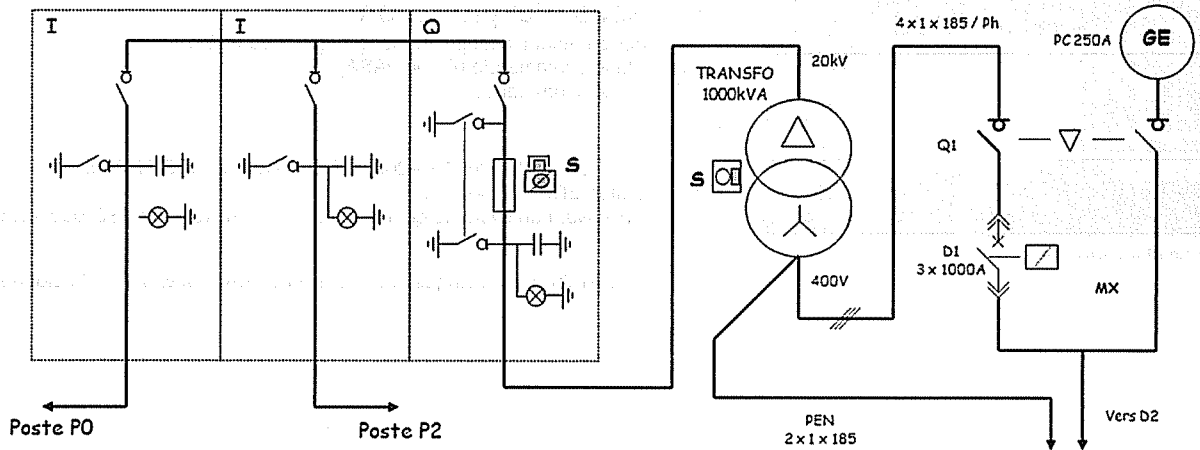 I
I
Q
S
Poste P0
Poste P2
TRANSFO
1000kVA
20kV
S
400V
PEN
2 x 1 x 185
4 x 1 x 185 / Ph
PC 250A
GE
Q1
D1
3 x 1000A
MX
Vers D2